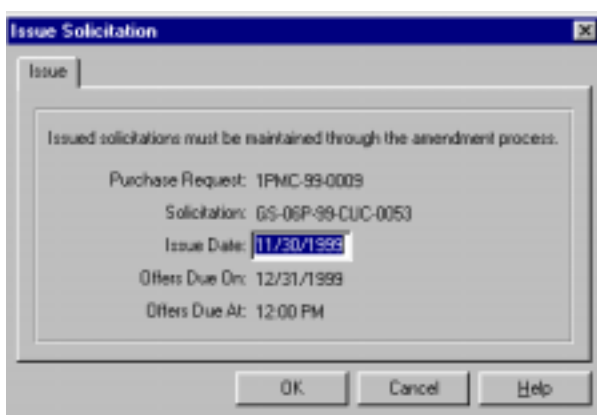 Issue Solicitation
Issue
Issued solicitations must be maintained through the amendment process.
Purchase Request: 1PMC-99-0009
Solicitation: GS-06P-99-CUC-0053
Issue Date: 11/30/1999
Offers Due On: 12/31/1999
Offers Due At: 12:00 PM
OK Cancel Help